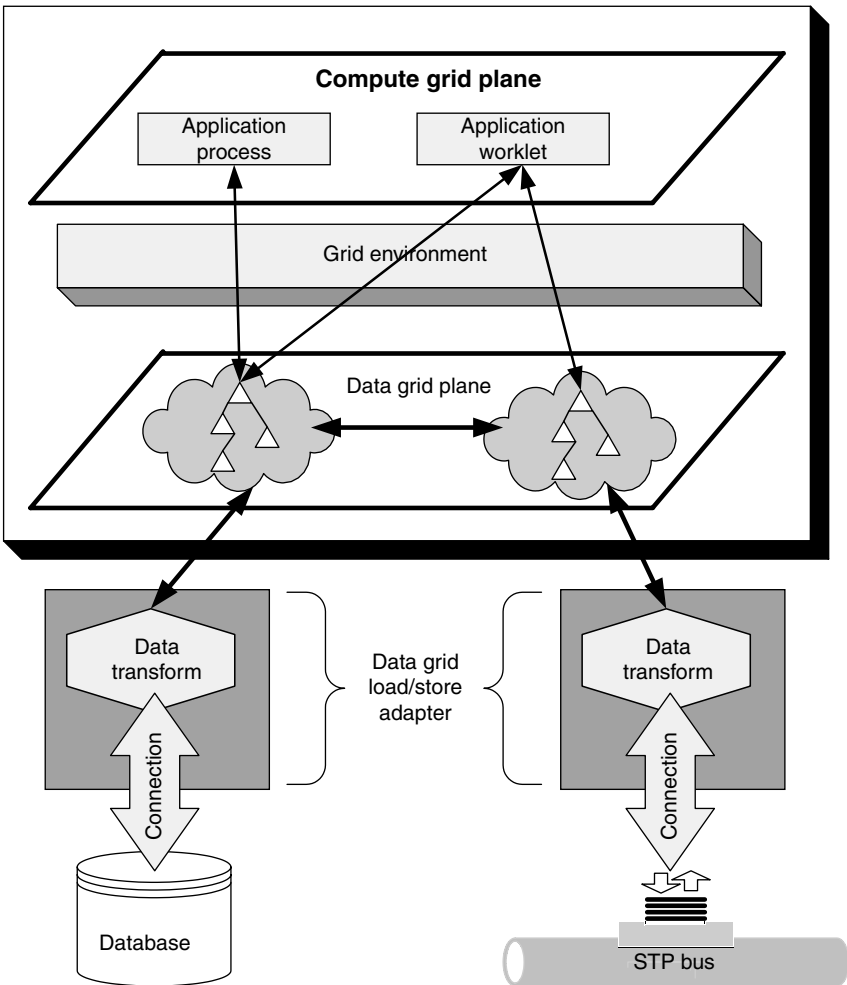 Compute grid plane
Application
process
Application
worklet
Grid environment
Data grid plane
Data
transform
Data grid
load/store
adapter
Data
transform
Connection
Connection
Database
STP bus